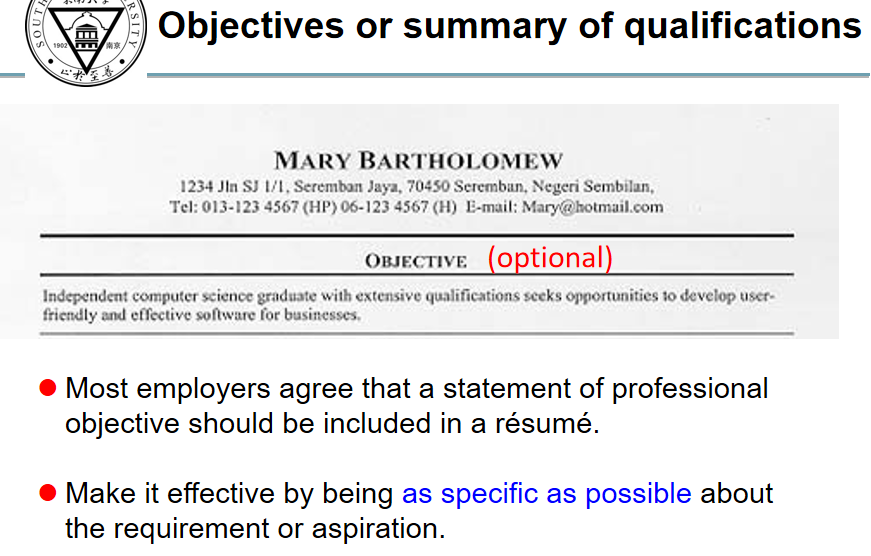 Objectives or summary of qualifications
1902
南京
MARY BARTHOLOMEW
1234 Jln SJ 1/1, Seremban Jaya, 70450 Seremban, Negeri Sembilan,
Tel: 013-123 4567 (HP) 06-123 4567 (H) E-mail: Mary@hotmail.com
OBJECTIVE (optional)
Independent computer science graduate with extensive qualifications seeks opportunities to develop user-
friendly and effective software for businesses.
Most employers agree that a statement of professional
objective should be included in a résumé.
Make it effective by being as specific as possible about
the requirement or aspiration.